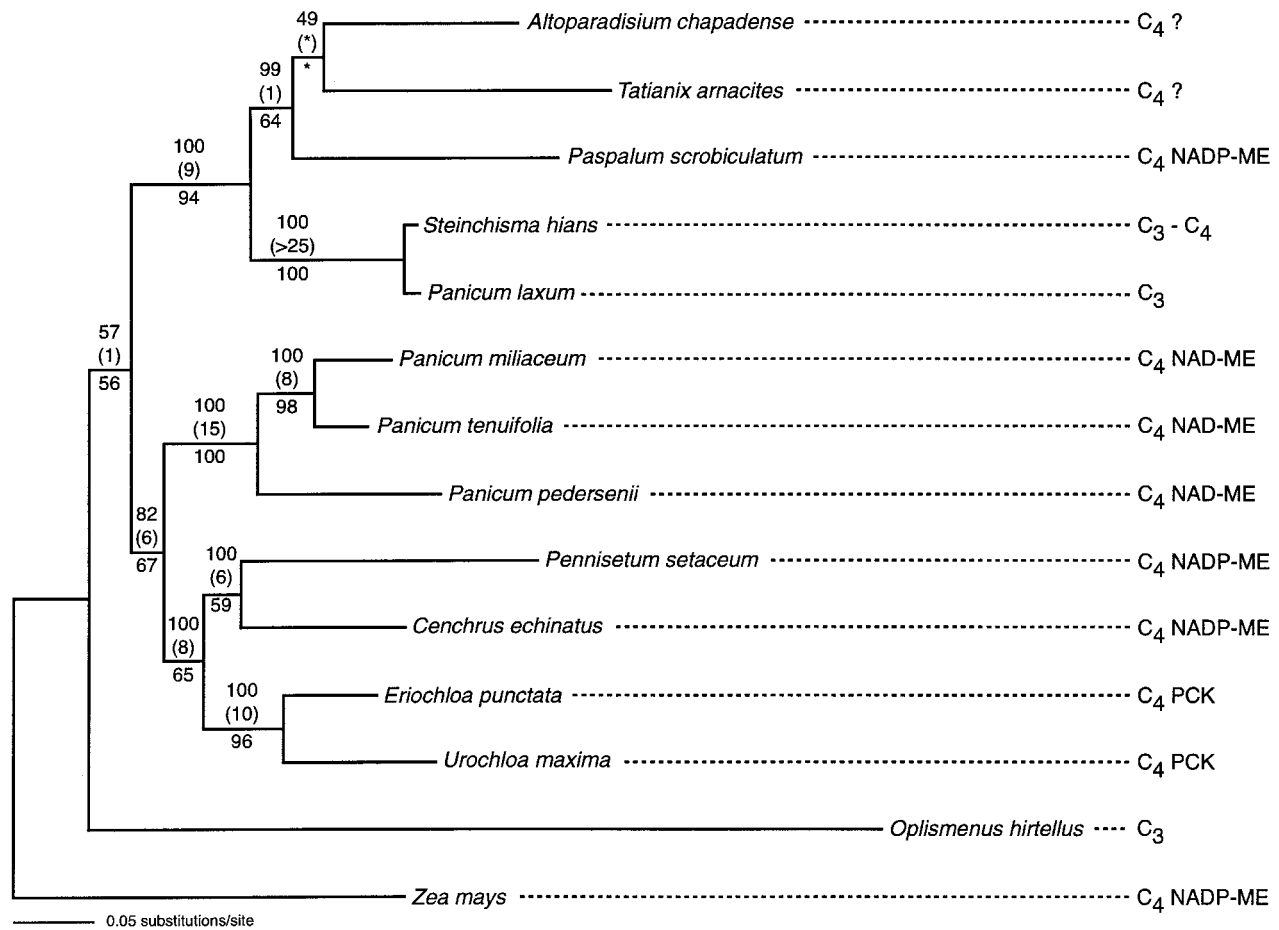 49
(*)
*
Altoparadisium chapadense C4 ?
99
(1)
64
Tatianix arnacites C4 ?
100
(9)
94
Paspalum scrobiculatum C4 NADP-ME
100
(>25)
100
Steinchisma hians C3 - C4
Panicum laxum C3
57
(1)
56
100
(8)
98
Panicum miliaceum C4 NAD-ME
100
(15)
100
Panicum tenuifolia C4 NAD-ME
Panicum pedersenii C4 NAD-ME
82
(6)
67
100
(6)
59
Pennisetum setaceum C4 NADP-ME
Cenchrus echinatus C4 NADP-ME
100
(8)
65
100
(10)
96
Eriochloa punctata C4 PCK
Urochloa maxima C4 PCK
Oplismenus hirtellus C3
Zea mays C4 NADP-ME
0.05 substitutions/site